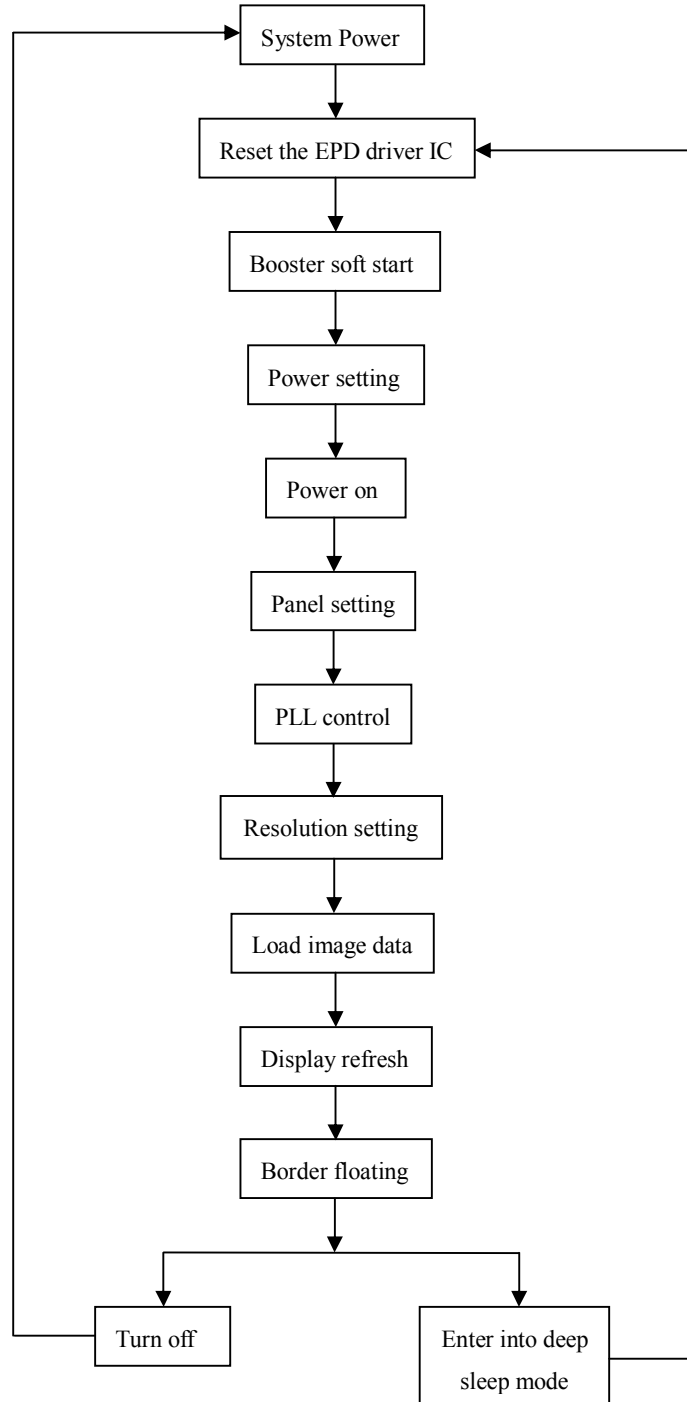 System Power
Reset the EPD driver IC
Booster soft start
Power setting
Power on
Panel setting
PLL control
Resolution setting
Load image data
Display refresh
Border floating
Turn off
Enter into deep
sleep mode